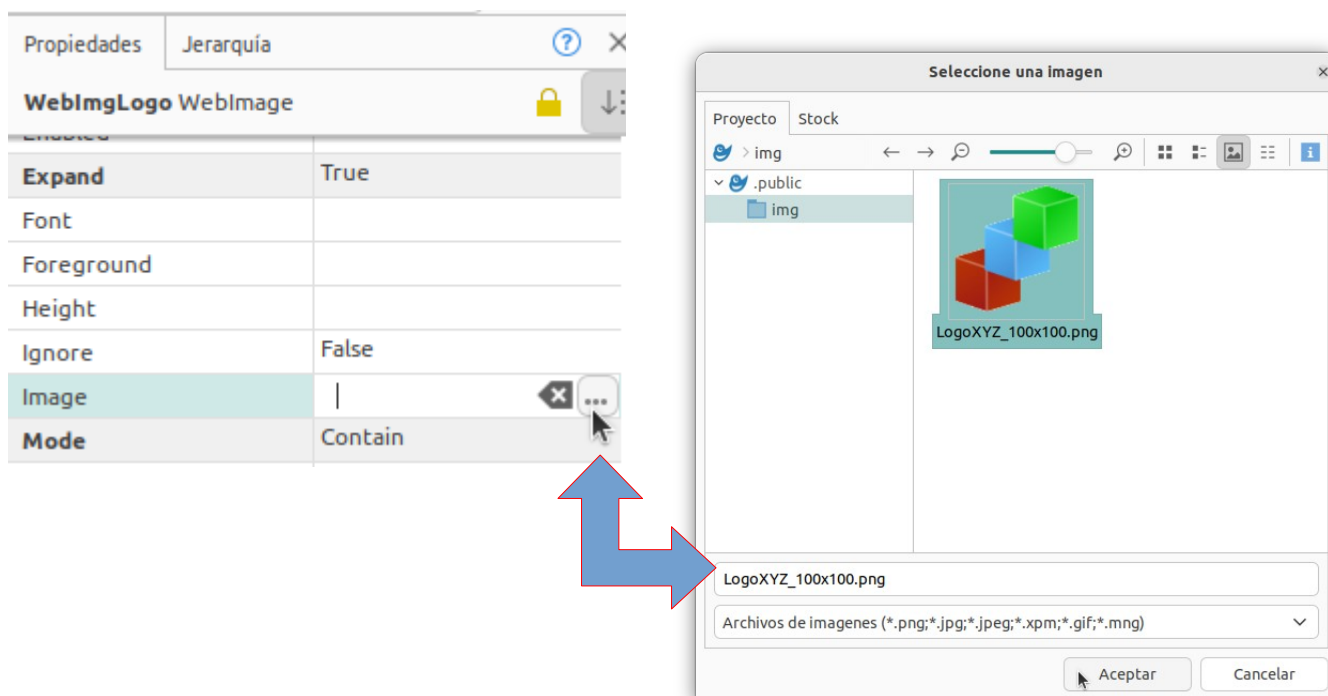 Propiedades Jerarquía
WebImgLogo WebImage
Enabled
Expand True
Font
Foreground
Height
Ignore False
Image
Mode Contain
Seleccione una imagen
Proyecto Stock
img
.public
img
LogoXYZ_100x100.png
LogoXYZ_100x100.png
Archivos de imagenes (*.png;*.jpg;*.jpeg;*.xpm;*.gif;*.mng)
Aceptar Cancelar